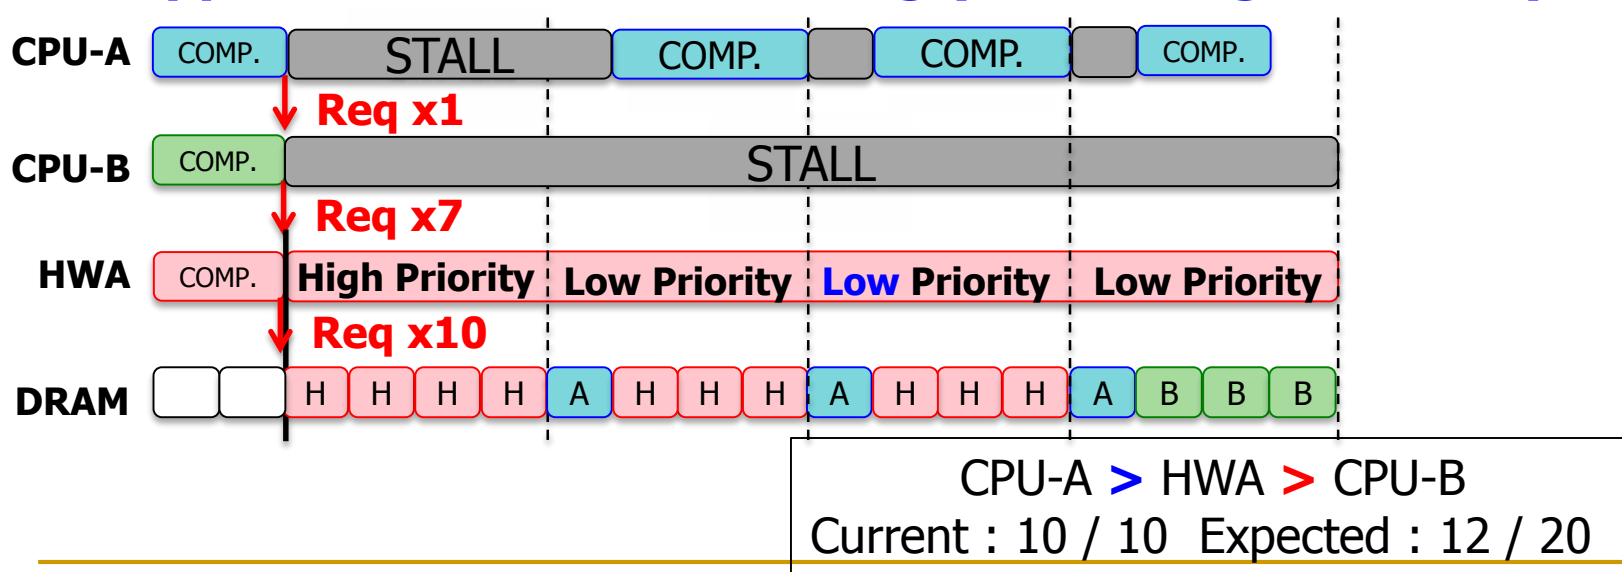 CPU-A COMP. STALL COMP. COMP. COMP.
Req x1
CPU-B COMP. STALL
Req x7
HWA COMP. High Priority Low Priority Low Priority Low Priority
Req x10
DRAM H H H H A H H H A H H H A B B B
CPU-A > HWA > CPU-B
Current : 10 / 10 Expected : 12 / 20